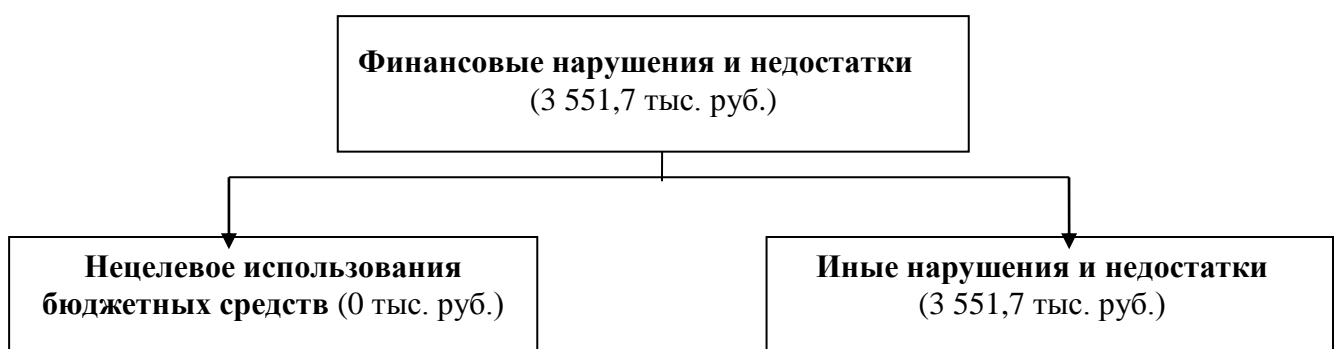 Финансовые нарушения и недостатки
(3 551,7 тыс. руб.)
Нецелевое использования
бюджетных средств (0 тыс. руб.)
Иные нарушения и недостатки
(3 551,7 тыс. руб.)